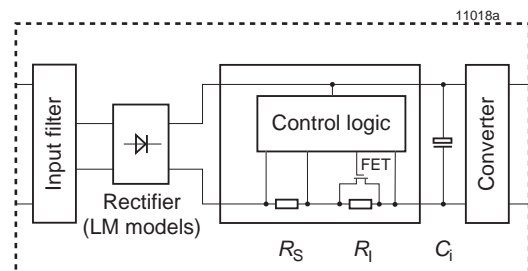 11018a
Input filter
Rectifier
(LM models)
Control logic
FET
Converter
RS
RI
Ci